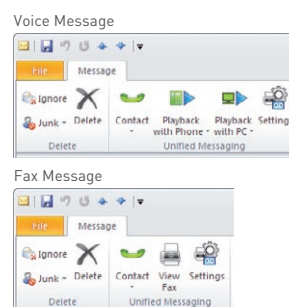 Voice Message
File Message
Ignore
Junk Delete Contact Playback with Phone Playback with PC Setting
Delete Unified Messaging
Fax Message
File Message
Ignore
Junk Delete Contact View Fax Settings
Delete Unified Messaging